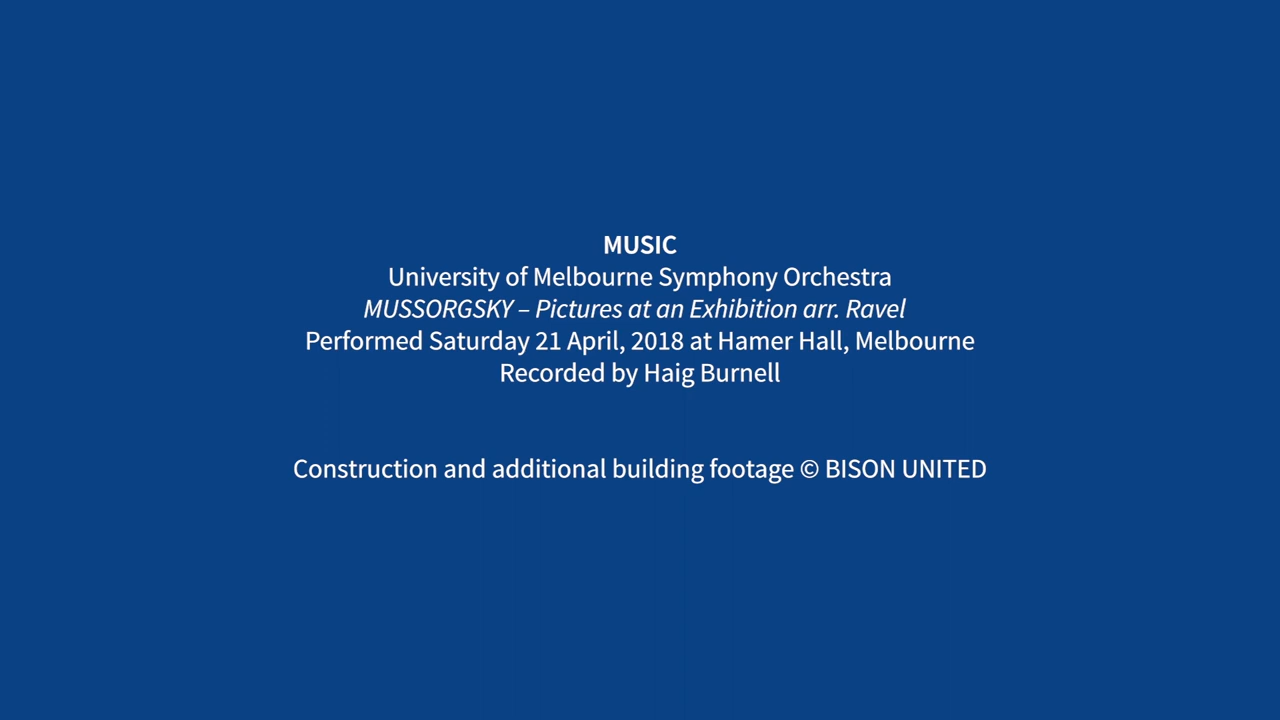 MUSIC
University of Melbourne Symphony Orchestra
MUSSORGSKY – Pictures at an Exhibition arr. Ravel
Performed Saturday 21 April, 2018 at Hamer Hall, Melbourne
Recorded by Haig Burnell
Construction and additional building footage © BISON UNITED